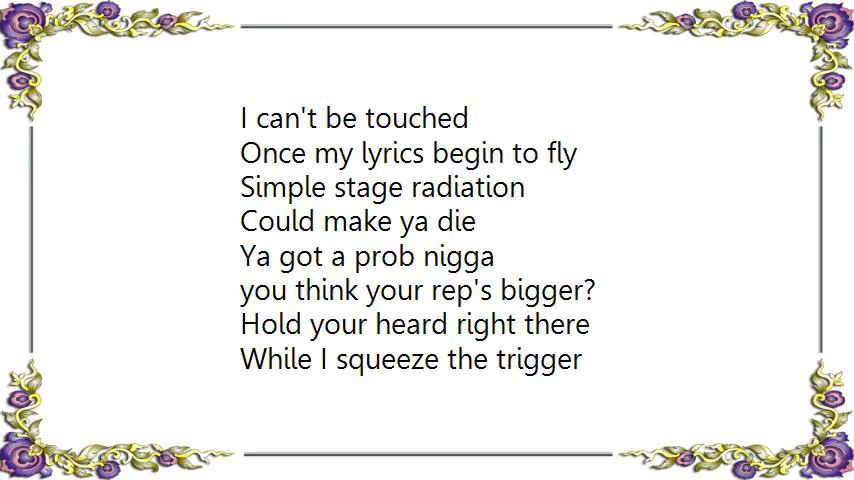 I can't be touched
Once my lyrics begin to fly
Simple stage radiation
Could make ya die
Ya got a prob nigga
you think your rep's bigger?
Hold your heard right there
While I squeeze the trigger